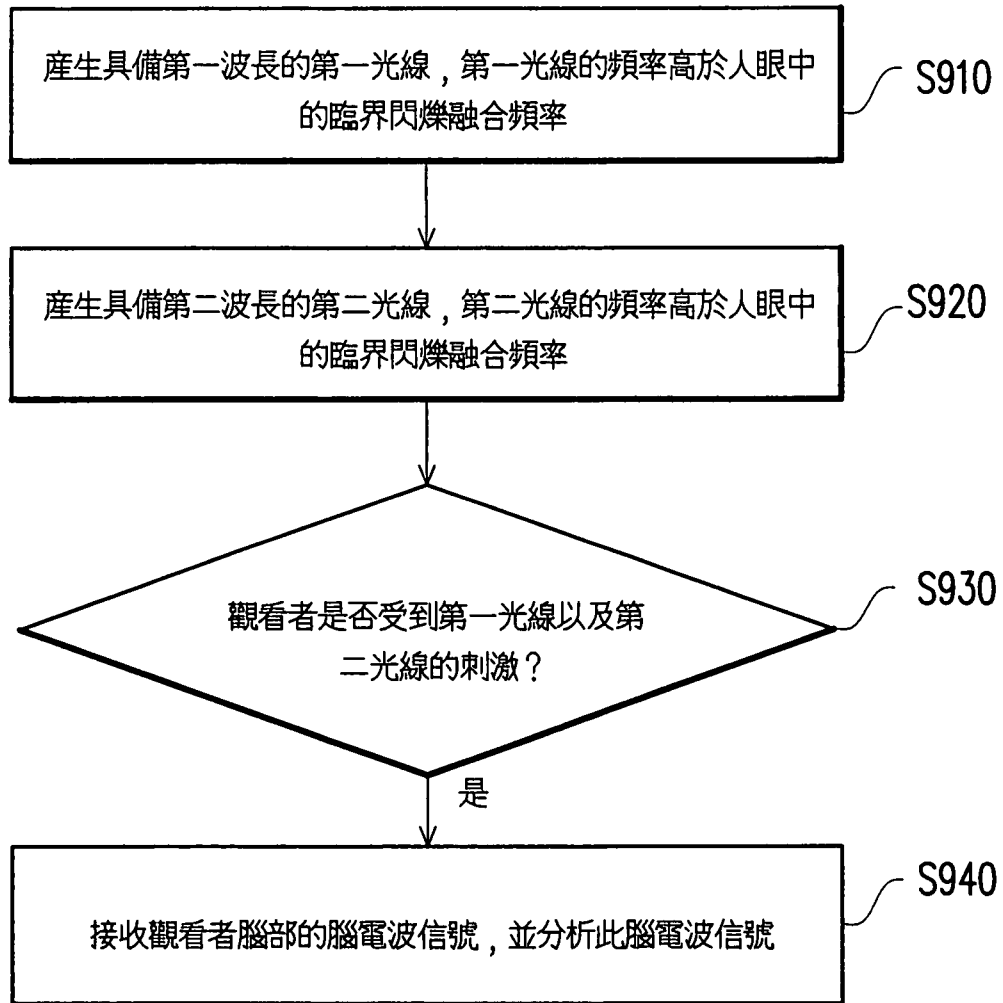 產生具備第一波長的第一光線，第一光線的頻率高於人眼中
的臨界閃爍融合頻率
S910
產生具備第二波長的第二光線，第二光線的頻率高於人眼中
的臨界閃爍融合頻率
S920
觀看者是否受到第一光線以及第
二光線的刺激？
S930
是
接收觀看者腦部的腦電波信號，並分析此腦電波信號
S940